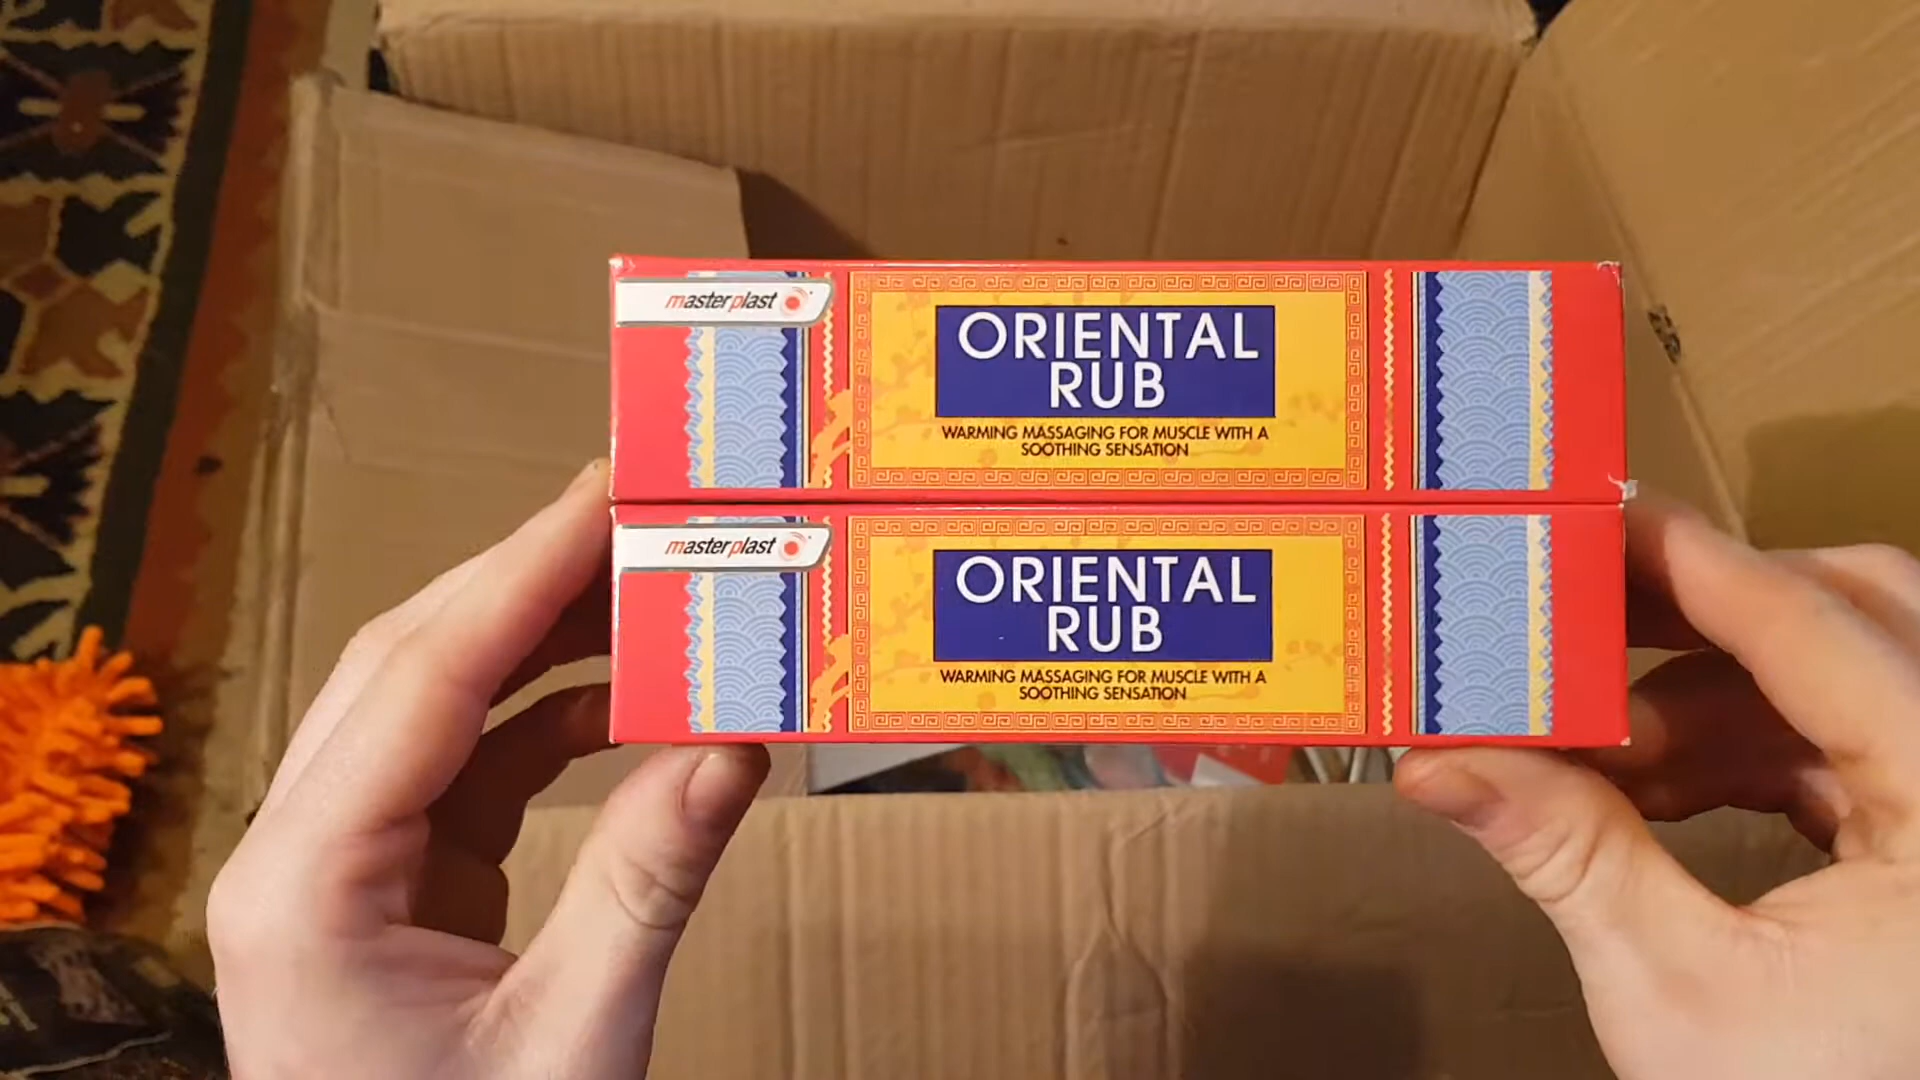 masterplast
ORIENTAL
RUB
WARMING MASSAGING FOR MUSCLE WITH A
SOOTHING SENSATION
masterplast
ORIENTAL
RUB
WARMING MASSAGING FOR MUSCLE WITH A
SOOTHING SENSATION